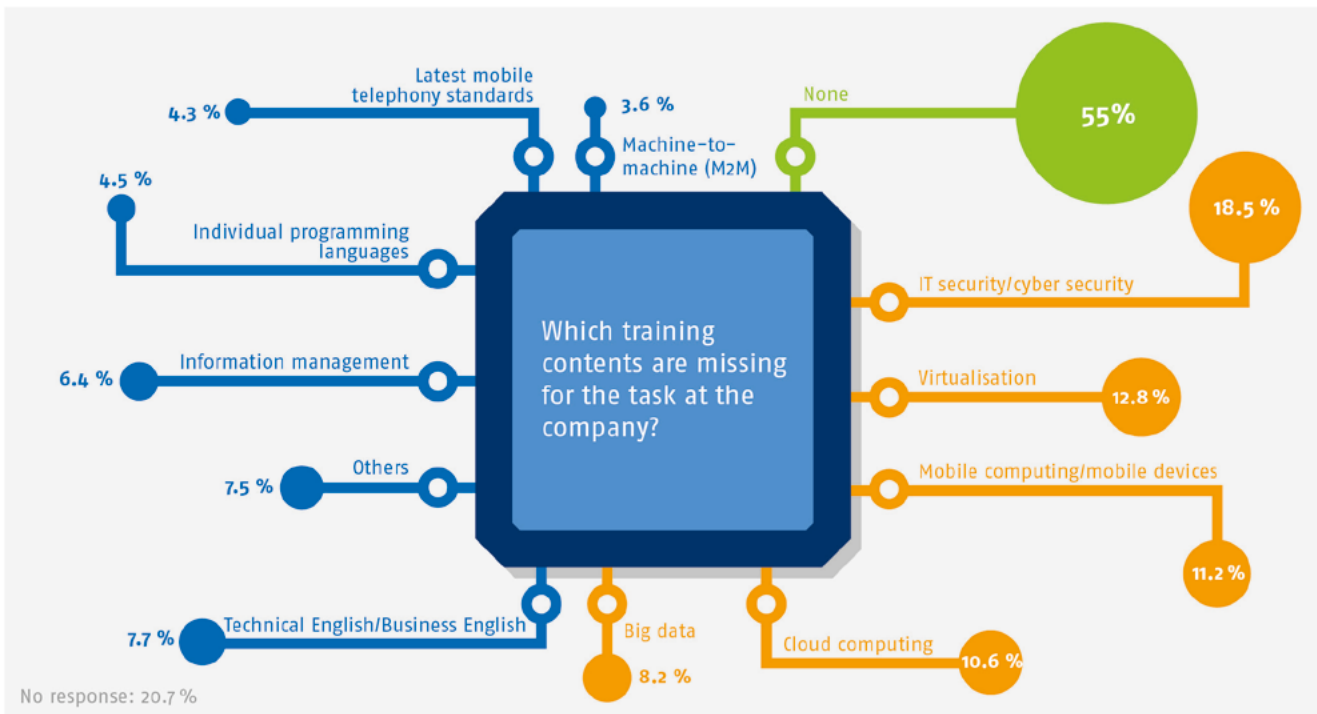 Latest mobile
telephony standards
4.3 %
3.6 %
Machine-to-
machine (M2M)
None
55%
4.5 %
Individual programming
languages
18.5 %
IT security/cyber security
Information management
6.4 %
Which training
contents are missing
for the task at the
company?
Virtualisation
12.8 %
Others
7.5 %
Mobile computing/mobile devices
11.2 %
Technical English/Business English
7.7 %
Big data
8.2 %
Cloud computing
10.6 %
No response: 20.7 %